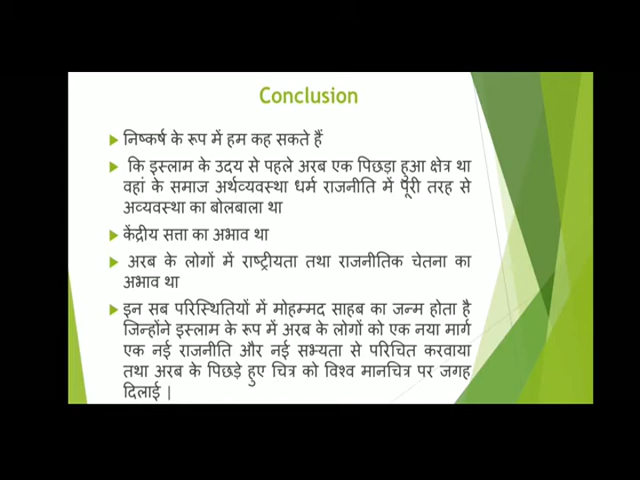 Conclusion
निष्कर्ष के रूप में हम कह सकते हैं
कि इस्लाम के उदय से पहले अरब एक पिछड़ा हुआ क्षेत्र था
वहां के समाज अर्थव्यवस्था धर्म राजनीति में पूरी तरह से
अव्यवस्था का बोलबाला था
केंद्रीय सत्ता का अभाव था
अरब के लोगों में राष्ट्रीयता तथा राजनीतिक चेतना का
अभाव था
इन सब परिस्थितियों में मोहम्मद साहब का जन्म होता है
जिन्होंने इस्लाम के रूप में अरब के लोगों को एक नया मार्ग
एक नई राजनीति और नई सभ्यता से परिचित करवाया
तथा अरब के पिछड़े हुए चित्र को विश्व मानचित्र पर जगह
दिलाई |